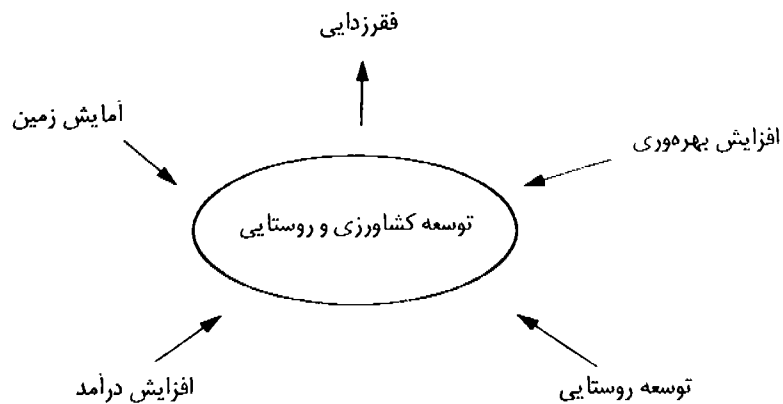 فقرزدایی
آمایش زمین
افزایش بهره‌وری
توسعه کشاورزی و روستایی
افزایش درآمد
توسعه روستایی